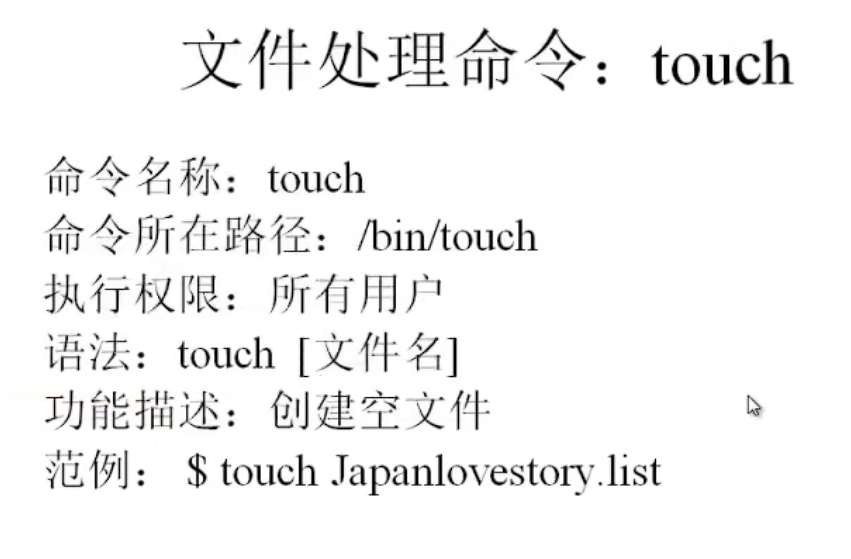 文件处理命令：touch
命令名称：touch
命令所在路径：/bin/touch
执行权限：所有用户
语法：touch [文件名]
功能描述：创建空文件
范例： $ touch Japanlovestory.list